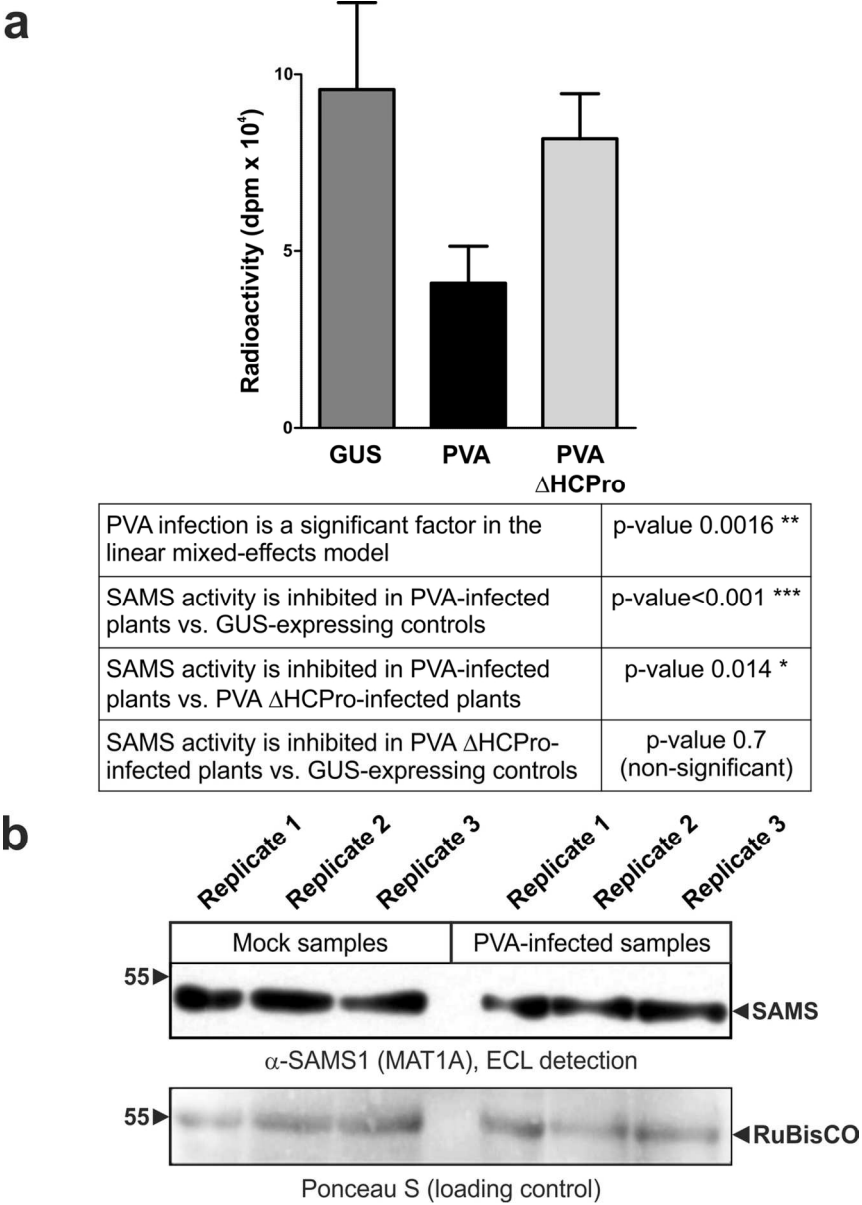 a
10
5
0
Radioactivity (dpm x 10⁴)
GUS
PVA
PVA
ΔHCPro
PVA infection is a significant factor in the
linear mixed-effects model
p-value 0.0016 **
SAMS activity is inhibited in PVA-infected
plants vs. GUS-expressing controls
p-value<0.001 ***
SAMS activity is inhibited in PVA-infected
plants vs. PVA ΔHCPro-infected plants
p-value 0.014 *
SAMS activity is inhibited in PVA ΔHCPro-
infected plants vs. GUS-expressing controls
p-value 0.7
(non-significant)
b
Replicate 1
Replicate 2
Replicate 3
Replicate 1
Replicate 2
Replicate 3
Mock samples
PVA-infected samples
55
SAMS
α-SAMS1 (MAT1A), ECL detection
55
RuBisCO
Ponceau S (loading control)